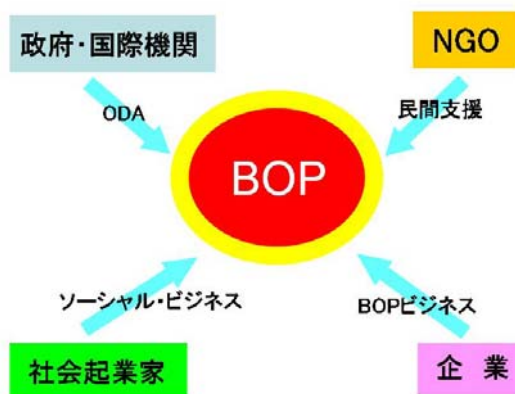 政府・国際機関
NGO
ODA
民間支援
BOP
ソーシャル・ビジネス
BOPビジネス
社会起業家
企 業